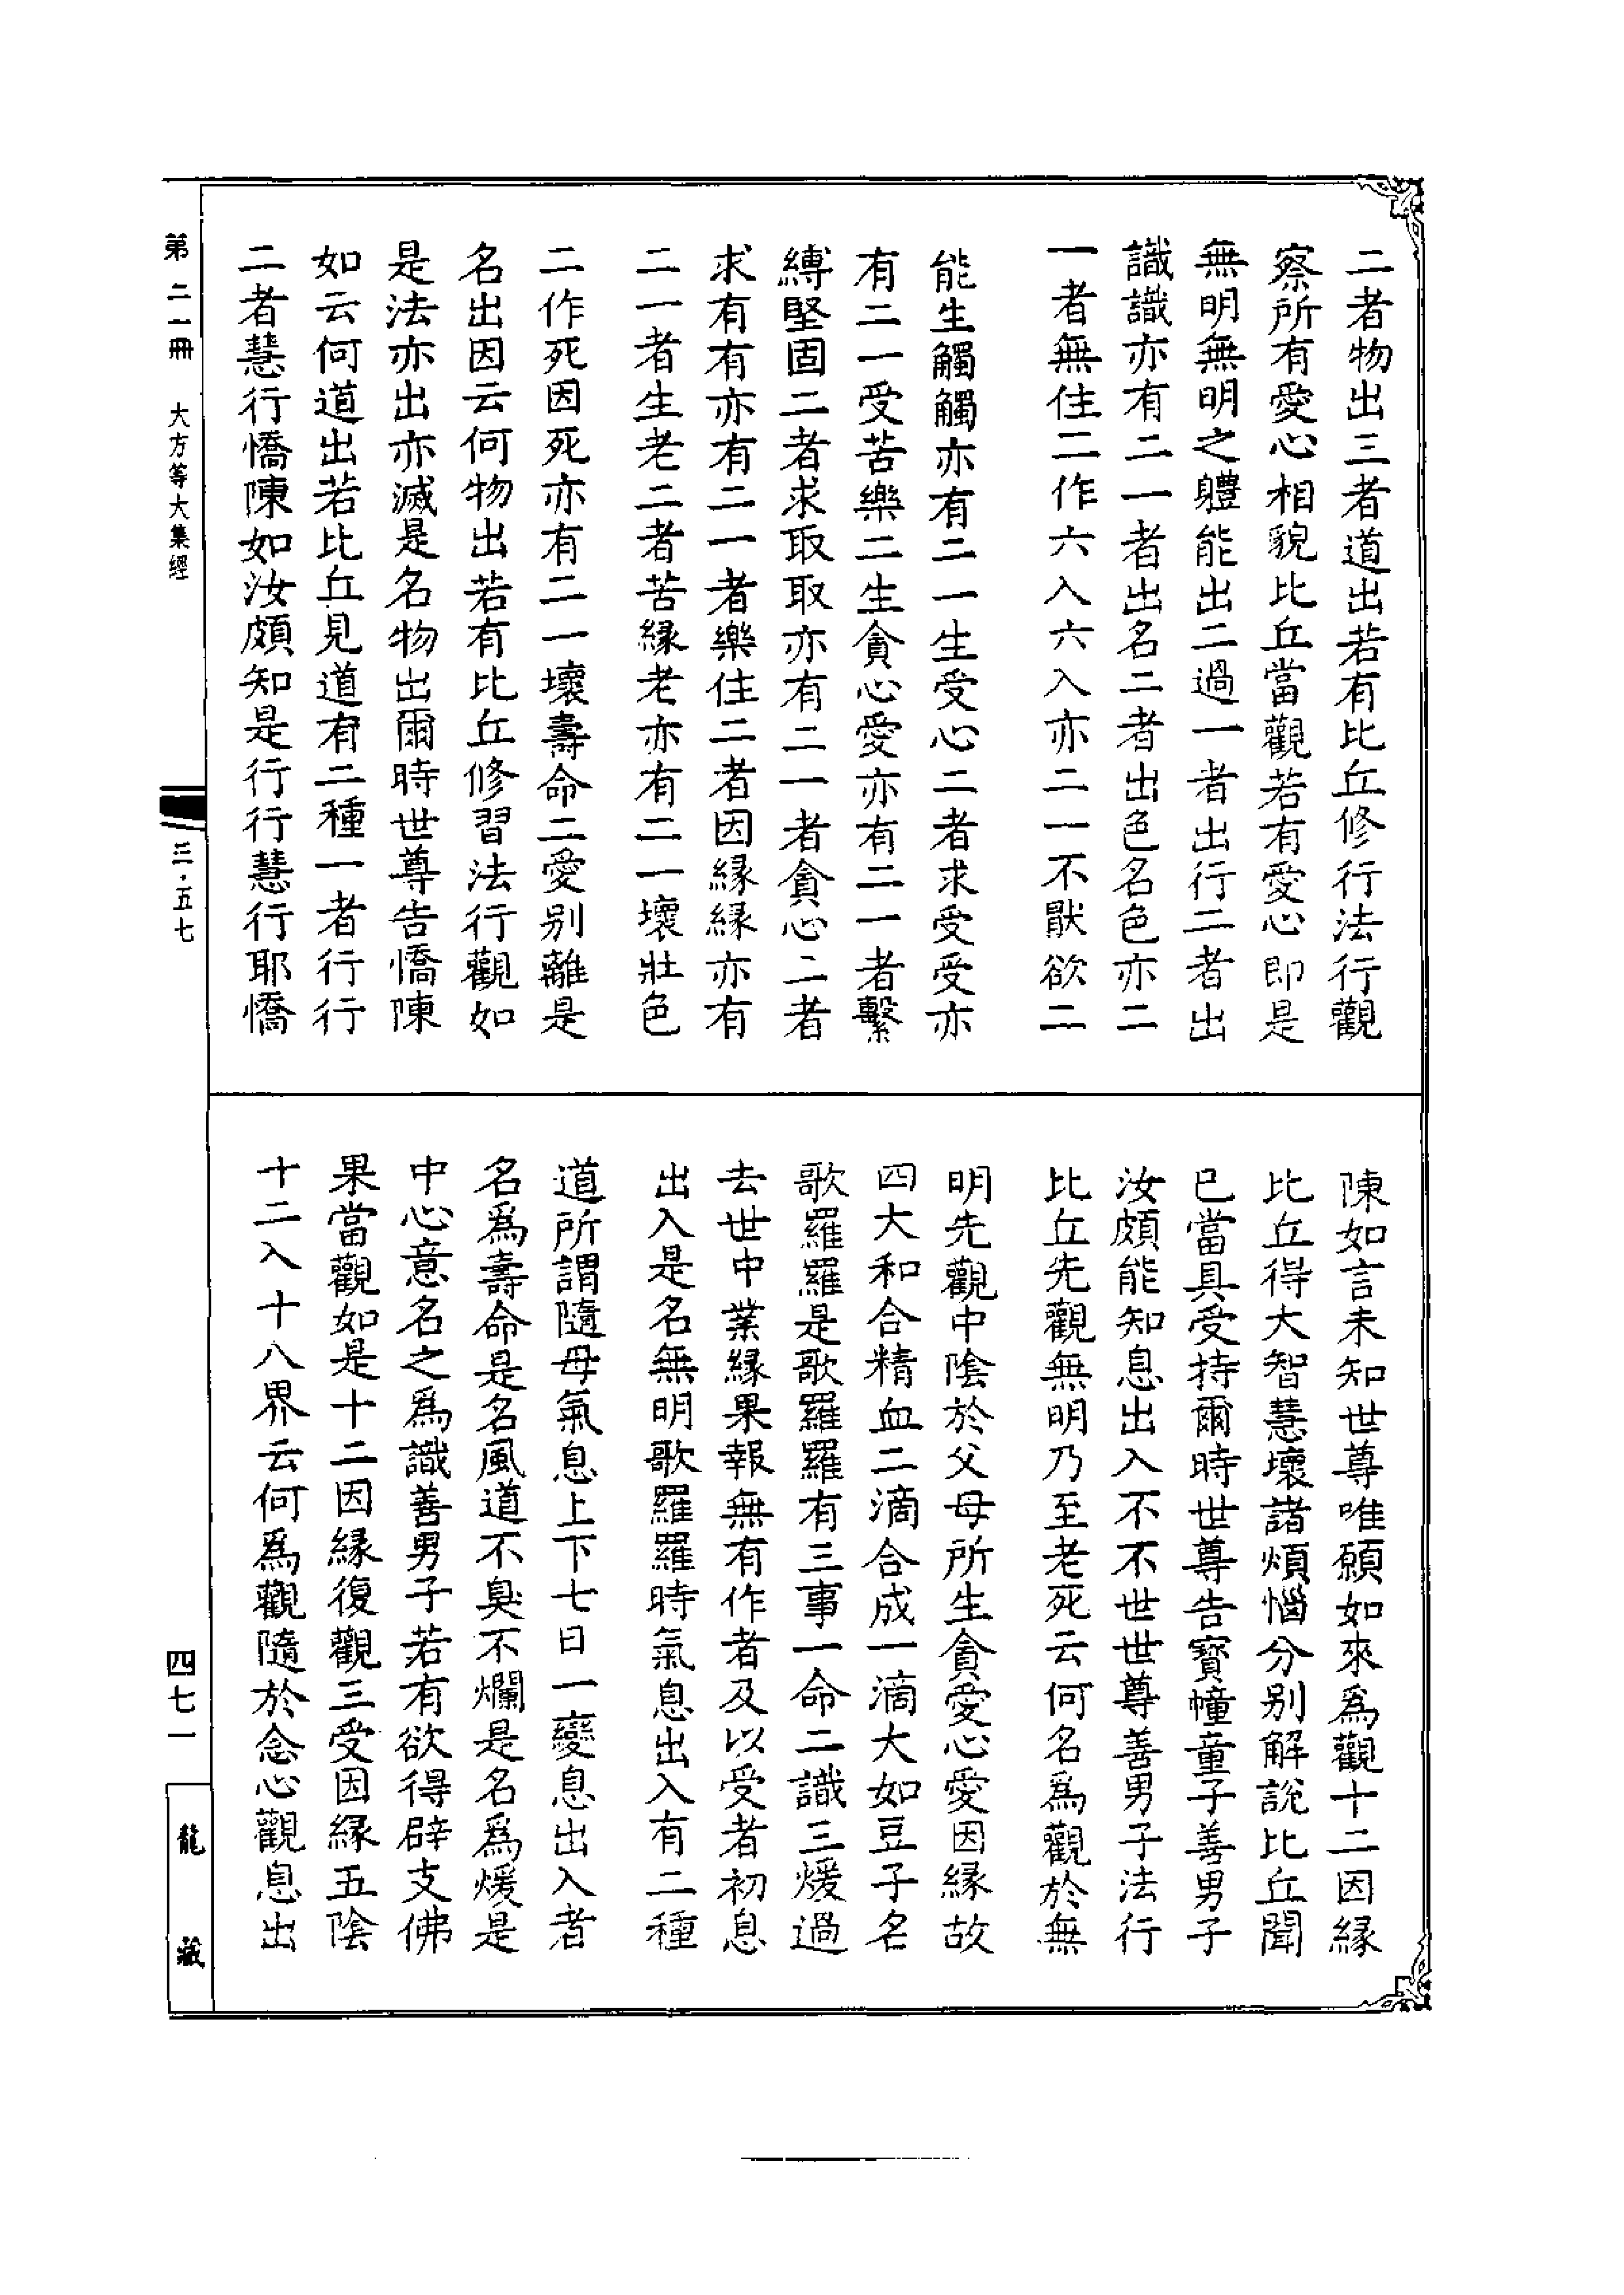 二者物出三者道出若有比丘修行法行觀
察所有愛心相貌比丘當觀若有愛心即是
無明無明之軆能出二過一者出行二者出
識識亦有二一者出名二者出色名色亦二
一者無住二作六入六入亦二一不猒欲二
能生觸觸亦有二一生受心二者求受受亦
有二一受苦樂二生貪心愛亦有二一者繫
縛堅固二者求取取亦有二一者貪心二者
求有有亦有二一者樂住二者因緣緣亦有
二一者生老二者苦緣老亦有二一壞壯色
二作死因死亦有二一壞壽命二愛别離是
名出因云何物出若有比丘修習法行觀如
是法亦出亦滅是名物出爾時世尊告憍陳
如云何道出若比丘見道有二種一者行行
二者慧行憍陳如汝頗知是行行慧行耶憍
陳如言未知世尊唯願如來爲觀十二因緣
比丘得大智慧壞諸煩惱分别解說比丘聞
已當具受持爾時世尊告寶幢童子善男子
汝頗能知息出入不不世世尊善男子法行
比丘先觀無明乃至老死云何名爲觀於無
明先觀中陰於父母所生貪愛心愛因緣故
四大和合精血二滴合成一滴大如豆子名
歌羅羅是歌羅羅有三事一命二識三煖過
去世中業緣果報無有作者及以受者初息
出入是名無明歌羅羅時氣息出入有二種
道所謂隨母氣息上下七日一變息出入者
名爲壽命是名風道不臭不爛是名爲煖是
中心意名之爲識善男子若有欲得辟支佛
果當觀如是十二因緣復觀三受因緣五陰
十二入十八界云何爲觀隨於念心觀息出
第二一冊 大方等大集經
三·五七
四七一
龍藏